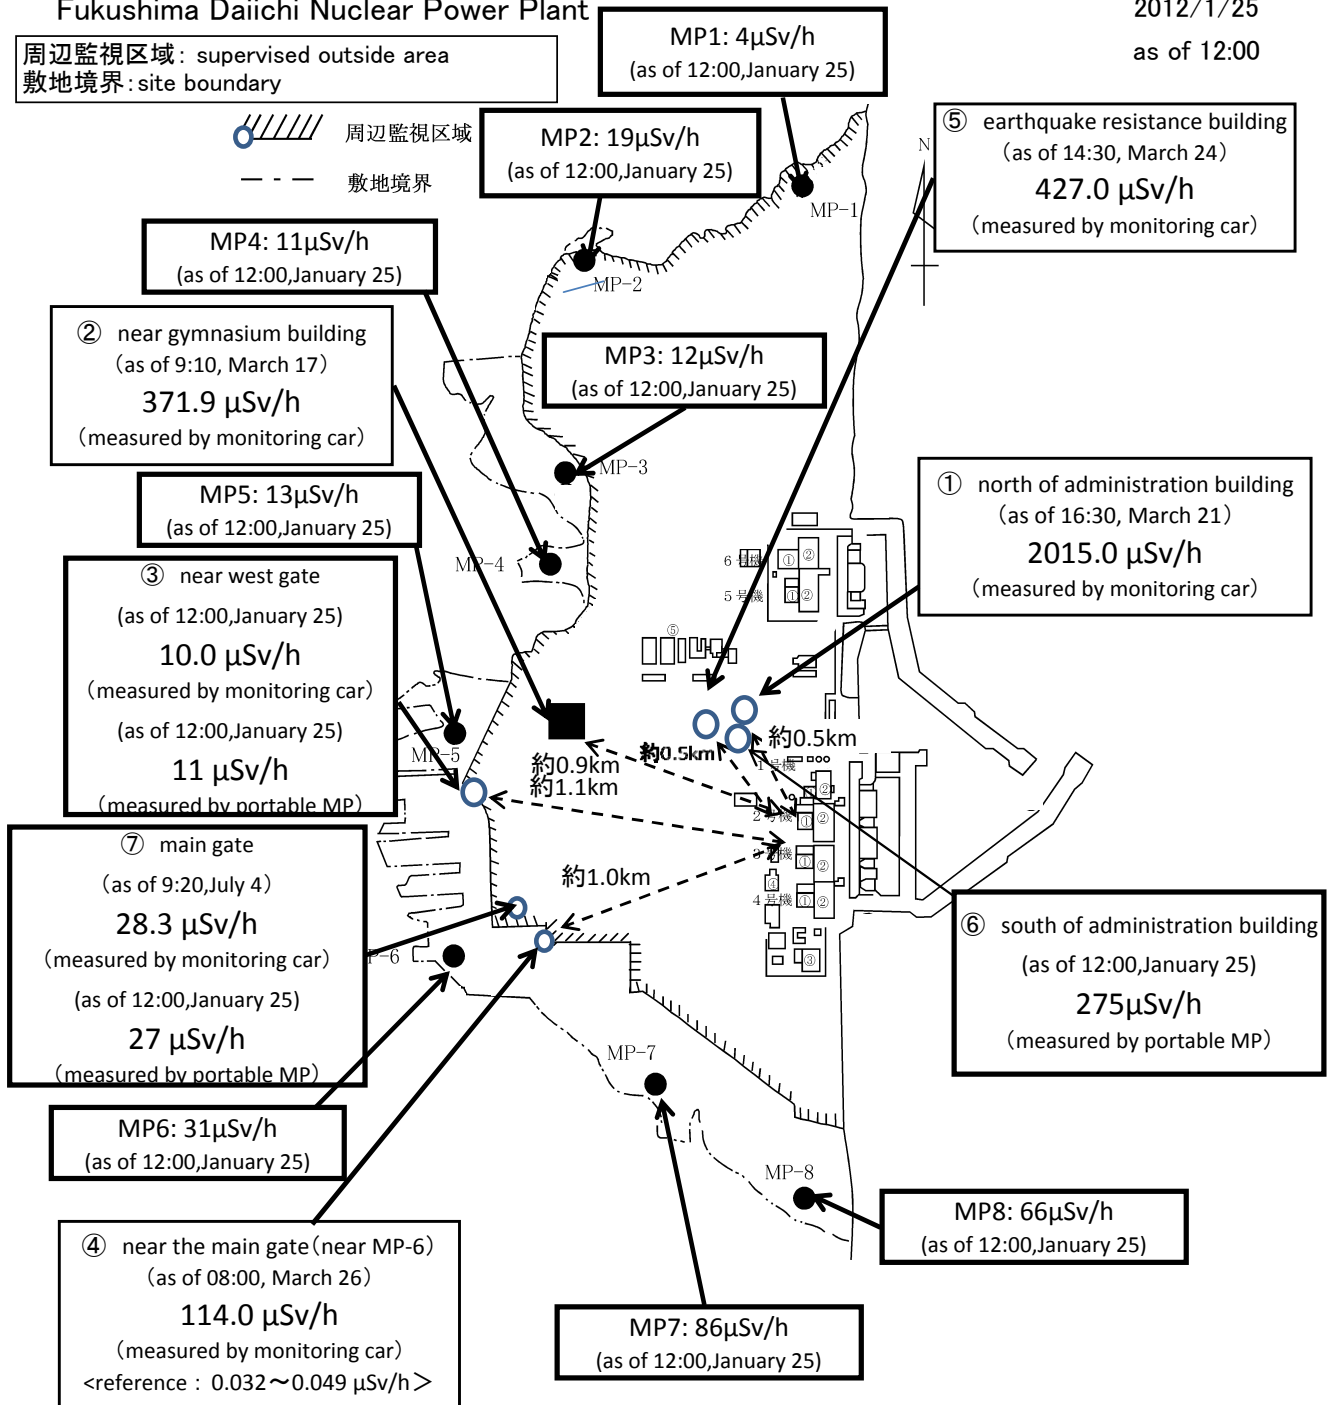 Fukushima Daiichi Nuclear Power Plant
2012/1/25
as of 12:00
周辺監視区域: supervised outside area
敷地境界:site boundary
周辺監視区域
敷地境界
MP1: 4μSv/h
(as of 12:00,January 25)
MP2: 19μSv/h
(as of 12:00,January 25)
⑤ earthquake resistance building
(as of 14:30, March 24)
427.0 μSv/h
(measured by monitoring car)
N
MP-1
MP4: 11μSv/h
(as of 12:00,January 25)
MP-2
② near gymnasium building
(as of 9:10, March 17)
371.9 μSv/h
(measured by monitoring car)
MP3: 12μSv/h
(as of 12:00,January 25)
MP-3
MP5: 13μSv/h
(as of 12:00,January 25)
① north of administration building
(as of 16:30, March 21)
2015.0 μSv/h
(measured by monitoring car)
MP-4
③ near west gate
(as of 12:00,January 25)
10.0 μSv/h
(measured by monitoring car)
(as of 12:00,January 25)
11 μSv/h
(measured by portable MP)
6号機
① ②
5号機
① ②
⑤
MP-5
約0.9km
約1.1km
約0.5km
約0.5km
1号機
②
2号機
① ②
3号機
① ②
④
4号機
① ②
③
約1.0km
⑦ main gate
(as of 9:20,July 4)
28.3 μSv/h
(measured by monitoring car)
(as of 12:00,January 25)
27 μSv/h
(measured by portable MP)
P-6
⑥ south of administration building
(as of 12:00,January 25)
275μSv/h
(measured by portable MP)
MP-7
MP6: 31μSv/h
(as of 12:00,January 25)
MP-8
MP8: 66μSv/h
(as of 12:00,January 25)
④ near the main gate(near MP-6)
(as of 08:00, March 26)
114.0 μSv/h
(measured by monitoring car)
<reference : 0.032～0.049 μSv/h>
MP7: 86μSv/h
(as of 12:00,January 25)